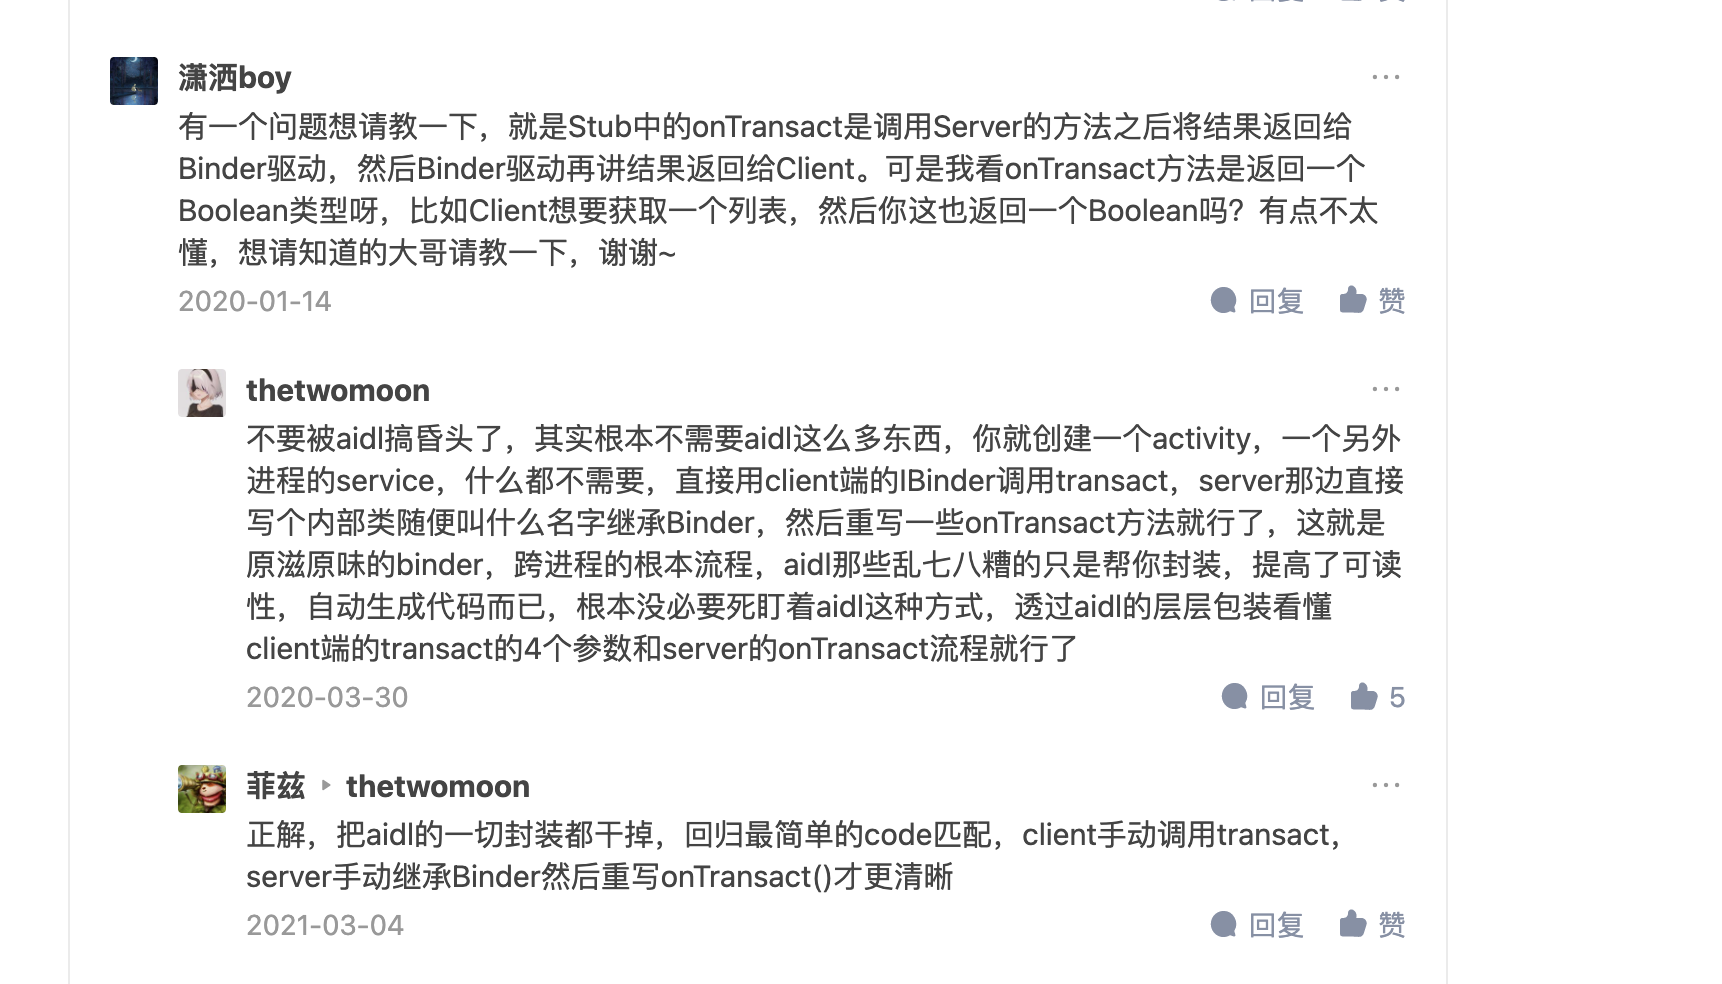 潇洒boy
有一个问题想请教一下，就是Stub中的onTransact是调用Server的方法之后将结果返回给
Binder驱动，然后Binder驱动再讲结果返回给Client。可是我看onTransact方法是返回一个
Boolean类型呀，比如Client想要获取一个列表，然后你这也返回一个Boolean吗？有点不太
懂，想请知道的大哥请教一下，谢谢~
2020-01-14 回复 赞
thetwomoon
不要被aidl搞昏头了，其实根本不需要aidl这么多东西，你就创建一个activity，一个另外
进程的service，什么都不需要，直接用client端的IBinder调用transact，server那边直接
写个内部类随便叫什么名字继承Binder，然后重写一些onTransact方法就行了，这就是
原滋原味的binder，跨进程的根本流程，aidl那些乱七八糟的只是帮你封装，提高了可读
性，自动生成代码而已，根本没必要死盯着aidl这种方式，透过aidl的层层包装看懂
client端的transact的4个参数和server的onTransact流程就行了
2020-03-30 回复 5
菲兹 ▸ thetwomoon
正解，把aidl的一切封装都干掉，回归最简单的code匹配，client手动调用transact，
server手动继承Binder然后重写onTransact()才更清晰
2021-03-04 回复 赞